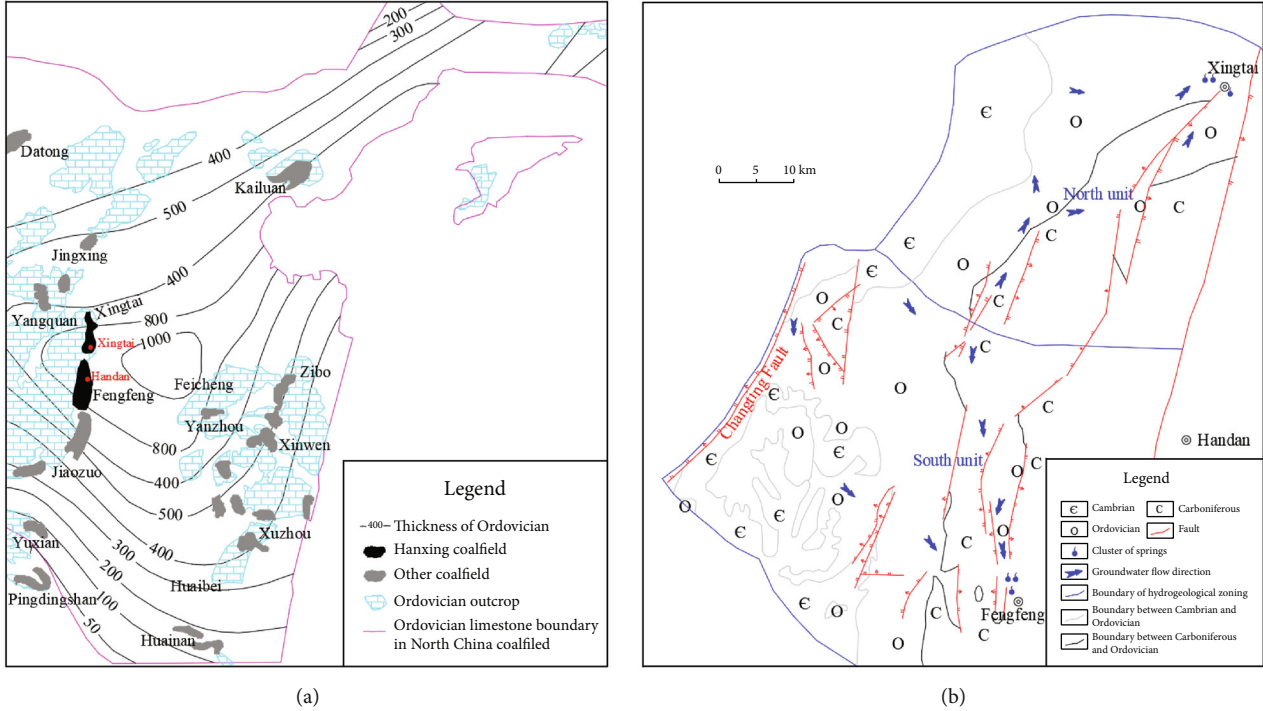 200
300
Datong
400
Kailuan
500
Jingxing
400
Xingtai
Yangquan
800
1000
Xingtai
Handan
Fengfeng
Feicheng
Zibo
Yanzhou
800
Xinwen
Jiaozuo
400
500
Xuzhou
Yuxian
300
400
200
Huaibei
Pingdingshan
100
50
Huainan
Legend
400 Thickness of Ordovician
Hanxing coalfield
Other coalfield
Ordovician outcrop
Ordovician limestone boundary
in North China coalfiled
(a)
Xingtai
Є
O
O
0 5 10 km
North unit
O
O
C
C
Є
O
Є
O
C
C
C
Changting Fault
O
O
C
Є
O
O
Є
Є
South unit
Handan
O
C
O
O
Є
Є
O
C
Є
O
C
Fengfeng
O
C
C
Legend
Є Cambrian
C Carboniferous
O Ordovician
Fault
Cluster of springs
Groundwater flow direction
Boundary of hydrogeological zoning
Boundary between Cambrian and
Ordovician
Boundary between Carboniferous
and Ordovician
(b)